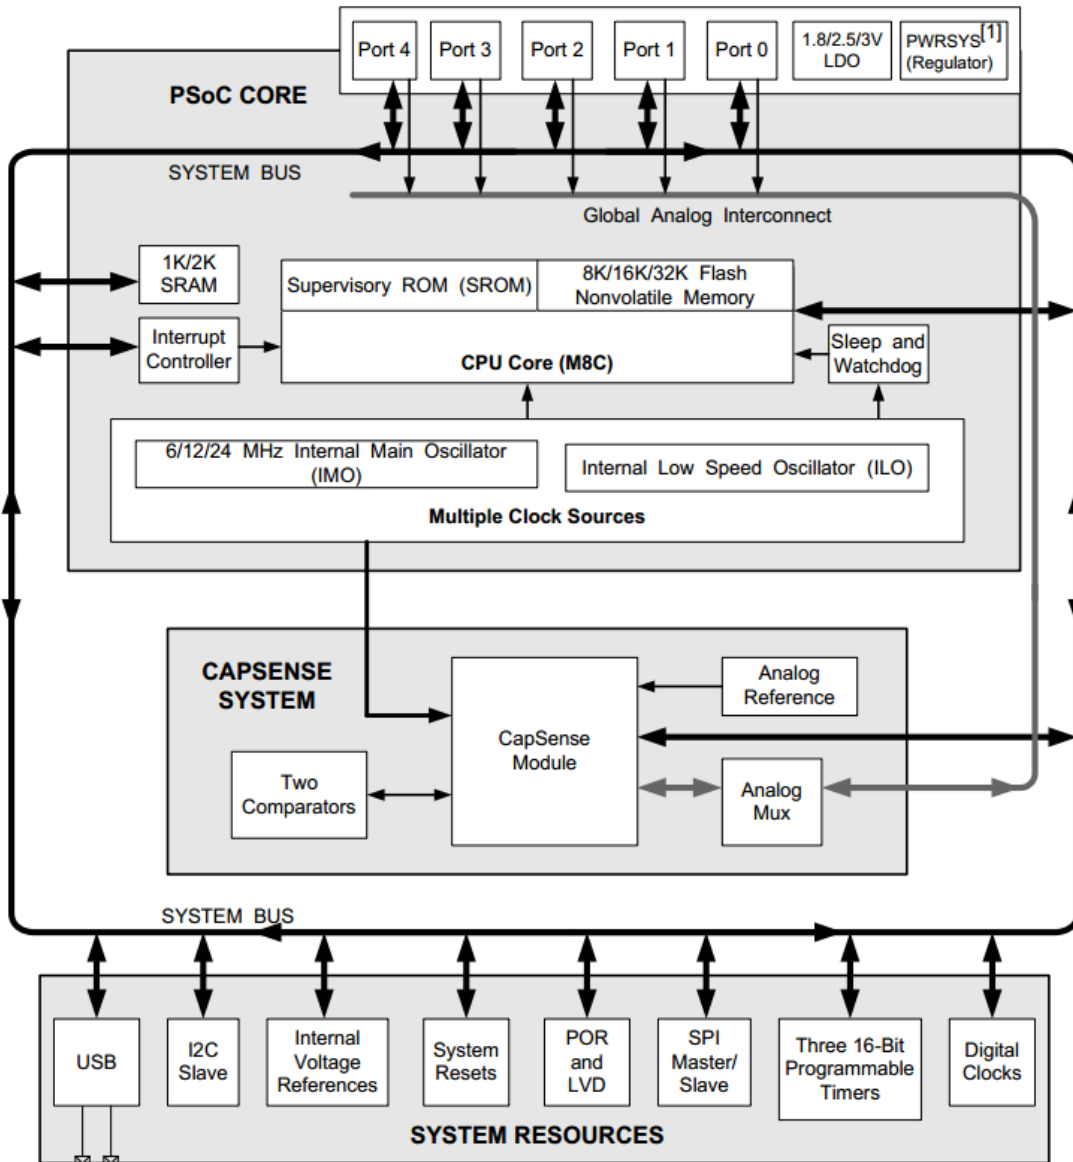 Port 4
Port 3
Port 2
Port 1
Port 0
1.8/2.5/3V
LDO
PWRSYS[1]
(Regulator)
PSoC CORE
SYSTEM BUS
Global Analog Interconnect
1K/2K
SRAM
Supervisory ROM (SROM)
8K/16K/32K Flash
Nonvolatile Memory
Interrupt
Controller
CPU Core (M8C)
Sleep and
Watchdog
6/12/24 MHz Internal Main Oscillator
(IMO)
Internal Low Speed Oscillator (ILO)
Multiple Clock Sources
CAPSENSE
SYSTEM
CapSense
Module
Analog
Reference
Two
Comparators
Analog
Mux
SYSTEM BUS
USB
I2C
Slave
Internal
Voltage
References
System
Resets
POR
and
LVD
SPI
Master/
Slave
Three 16-Bit
Programmable
Timers
Digital
Clocks
SYSTEM RESOURCES